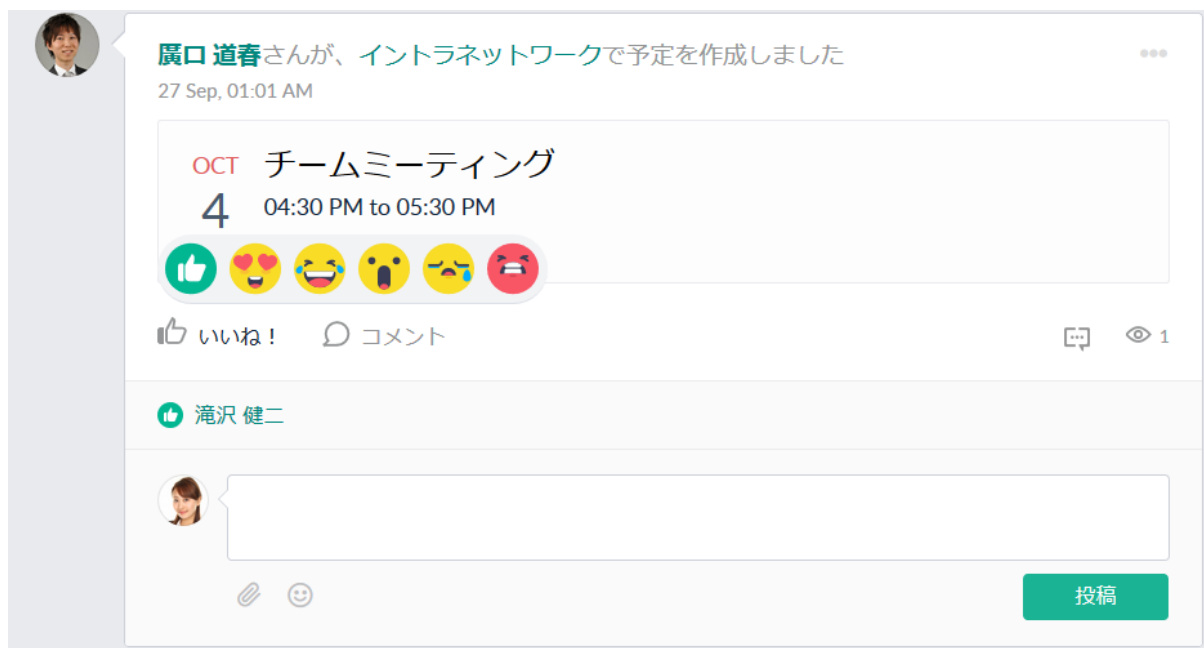 廣口 道春さんが、イントラネットワークで予定を作成しました
27 Sep, 01:01 AM
OCT チームミーティング
4 04:30 PM to 05:30 PM
いいね！ コメント 1
滝沢 健二
投稿